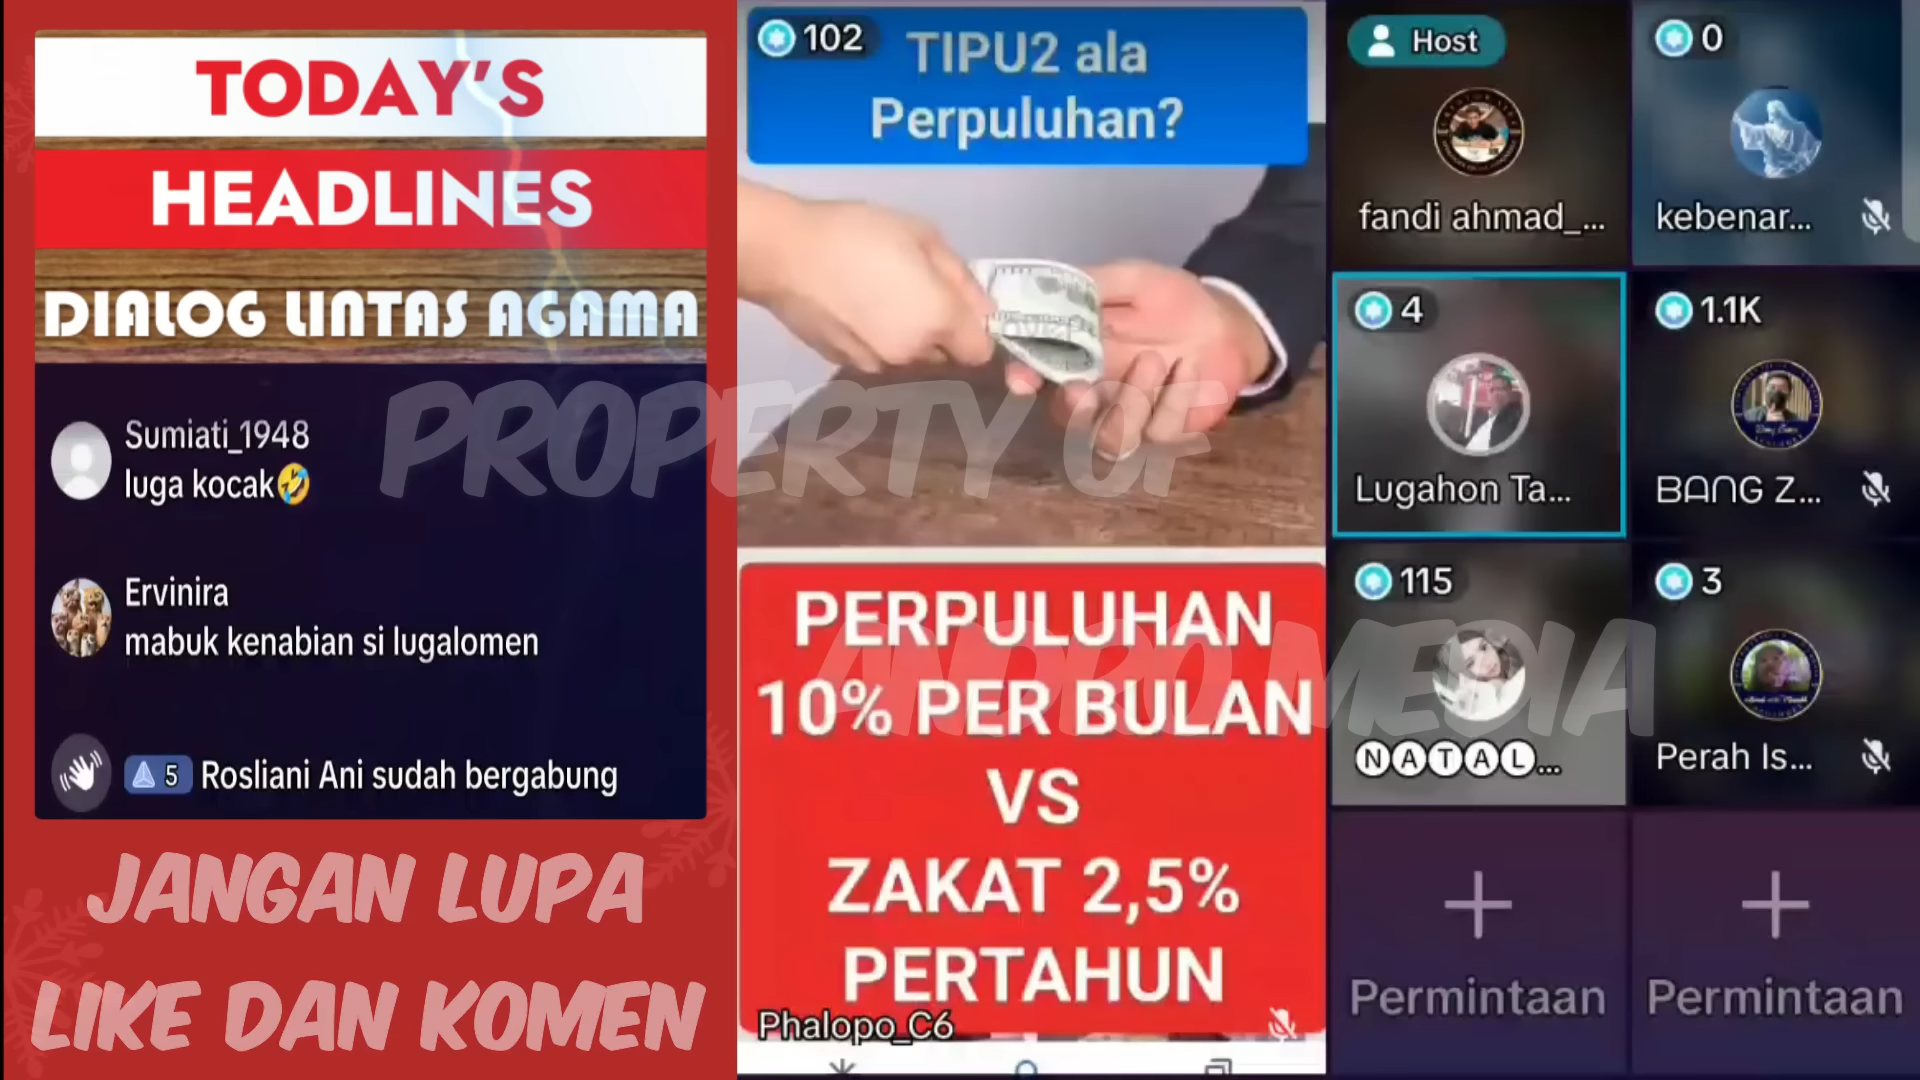 TODAY'S
HEADLINES
DIALOG LINTAS AGAMA
Sumiati_1948
luga kocak🤣
Ervinira
mabuk kenabian si lugalomen
5 Rosliani Ani sudah bergabung
JANGAN LUPA
LIKE DAN KOMEN
PROPERTY OF
ANDROMEDIA
102
TIPU2 ala
Perpuluhan?
PERPULUHAN
10% PER BULAN
VS
ZAKAT 2,5%
PERTAHUN
Phalopo_C6
Host
fandi ahmad_...
0
kebenar...
4
Lugahon Ta...
1.1K
BANG Z...
115
NATAL...
3
Perah Is...
Permintaan
Permintaan